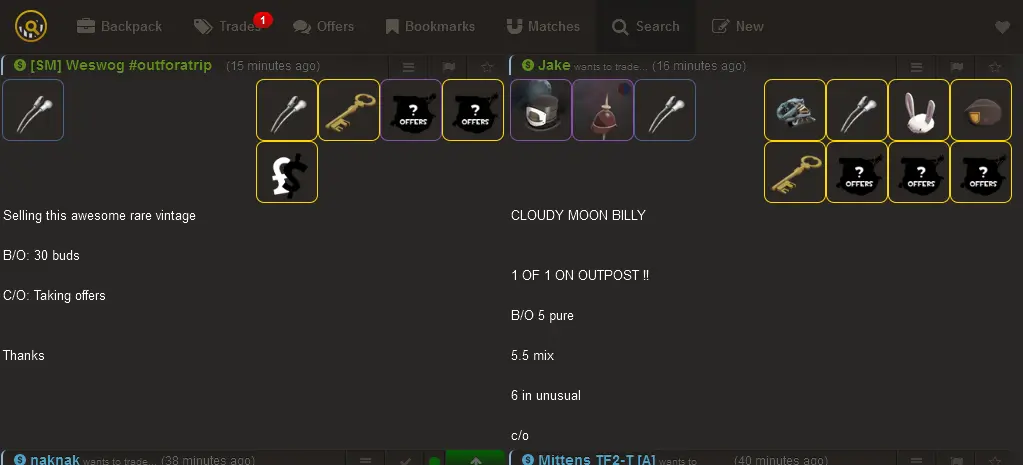 Backpack
Trades
1
Offers
Bookmarks
Matches
Search
New
[SM] Weswog #outforatrip (15 minutes ago)
? OFFERS
? OFFERS
Selling this awesome rare vintage
B/O: 30 buds
C/O: Taking offers
Thanks
Jake wants to trade... (16 minutes ago)
? OFFERS
? OFFERS
? OFFERS
CLOUDY MOON BILLY
1 OF 1 ON OUTPOST !!
B/O 5 pure
5.5 mix
6 in unusual
c/o
naknak wants to trade... (38 minutes ago)
Mittens TF2-T [A] wants to (40 minutes ago)